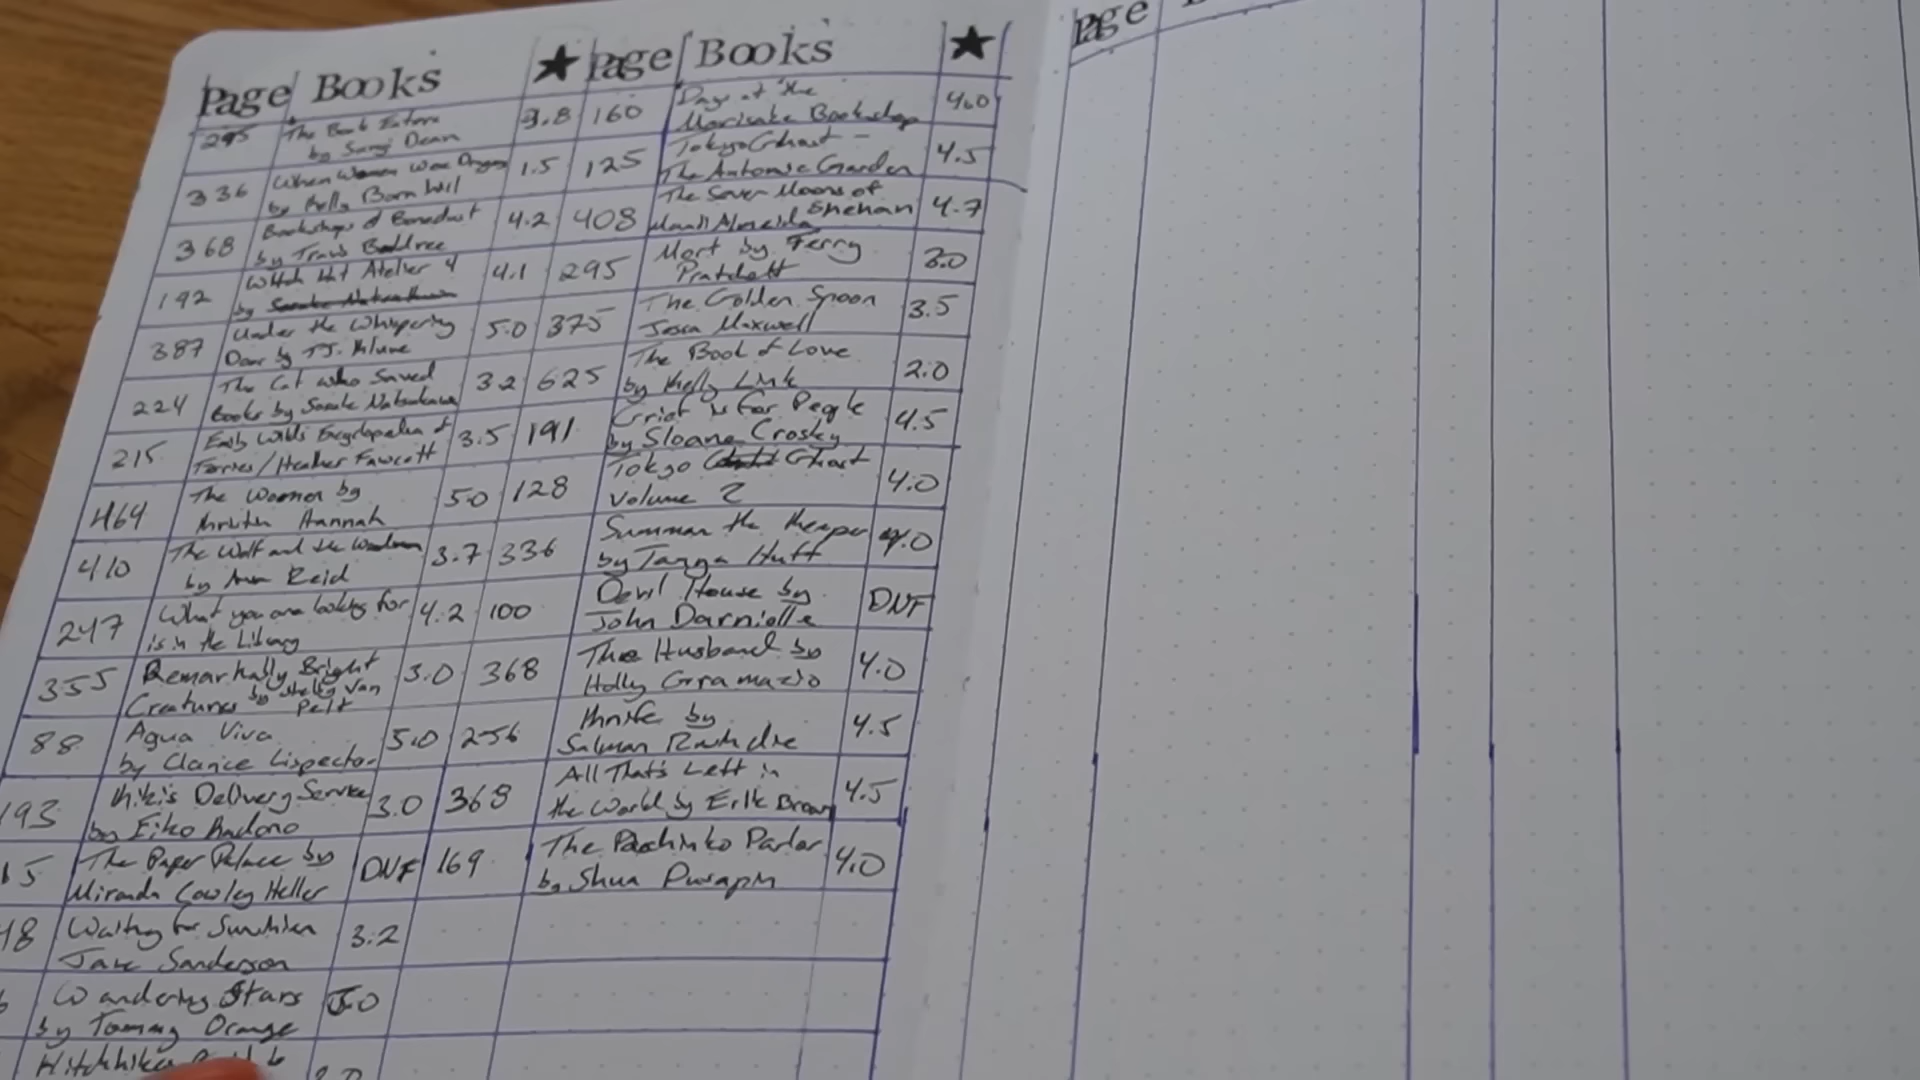 Page Books ★
295 The Book Eaters by Sunyi Dean 3.8
336 When Women Were Dragons by Kelly Barnhill 1.5
368 Bookshops & Bonedust by Travis Baldree 4.2
192 Witch Hat Atelier 4 by 4.1
387 Under the Whispering Door by TJ. Klune 5.0
224 The Cat who Saved Books by Sosuke Natsukawa 3.2
215 Emily Wilds Encyclopedia of Faeries/Heather Fawcett 3.5
464 The Women by Kristin Hannah 5.0
410 The Wolf and the Woodsman by Ava Reid 3.7
247 What you are looking for is in the Library 4.2
355 Remarkably Bright Creatures by Shelby Van Pelt 3.0
88 Agua Viva by Clarice Lispector 5.0
193 Kiki's Delivery Service by Eiko Kadono 3.0
The Paper Palace by Miranda Cowley Heller DNF
Waiting for Jane Sanderson 3.2
Wandering Stars by Tommy Orange
Page Books ★
160 Days at the Morisaki Bookshop 4.0
125 Tokyo Ghost - The Automic Garden 4.5
408 The Seven Moons of Maali Almeida Shehan 4.7
295 Mort by Terry Pratchett 3.0
375 The Golden Spoon Jessa Maxwell 3.5
625 The Book of Love by Kelly Link 2.0
191 Grief is for People by Sloane Crosley 4.5
128 Tokyo Ghost Volume 2 4.0
336 Summon the Keeper by Tanya Huff 4.0
100 Devil House by John Darnielle DNF
368 The Husband by Holly Gramazio 4.0
256 Knife by Salman Rushdie 4.5
368 All That's Left in the World by Erik Brown 4.5
169 The Pachinko Parlor by 4.0
Page